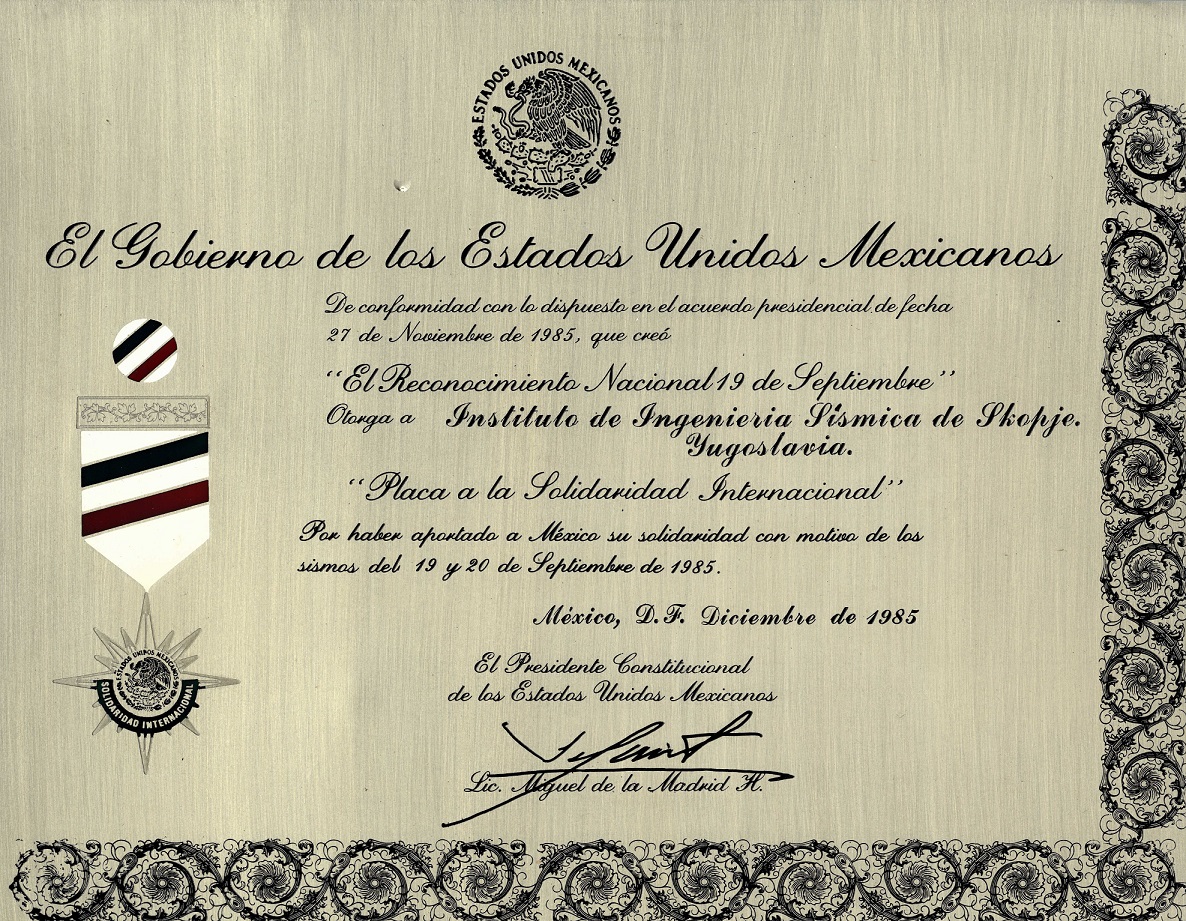 ESTADOS UNIDOS MEXICANOS
El Gobierno de los Estados Unidos Mexicanos
De conformidad con lo dispuesto en el acuerdo presidencial de fecha
27 de Noviembre de 1985, que creó
“El Reconocimiento Nacional 19 de Septiembre”
Otorga a Instituto de Ingenieria Sísmica de Skopje.
Yugoslavia.
“Placa a la Solidaridad Internacional”
Por haber aportado a México su solidaridad con motivo de los
sismos del 19 y 20 de Septiembre de 1985.
México, D.F. Diciembre de 1985
El Presidente Constitucional
de los Estados Unidos Mexicanos
Lic. Miguel de la Madrid H.
ESTADOS UNIDOS MEXICANOS
SOLIDARIDAD INTERNACIONAL